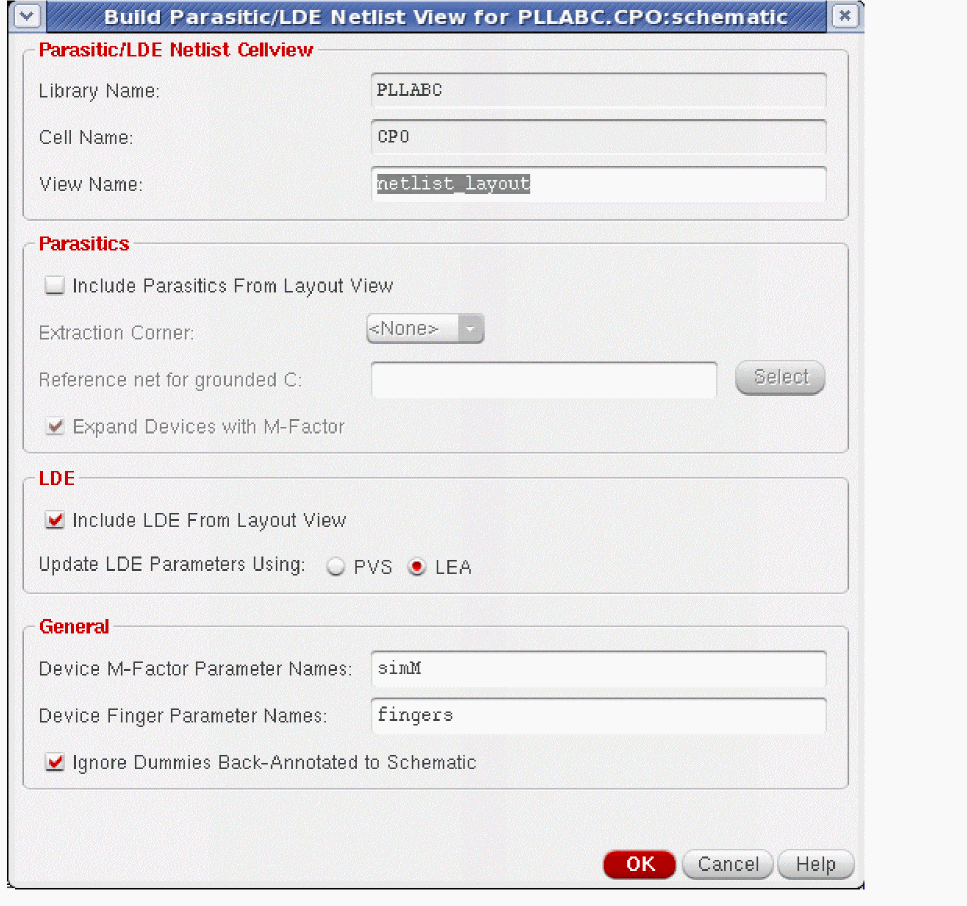 Build Parasitic/LDE Netlist View for PLLABC.CPO:schematic
Parasitic/LDE Netlist Cellview
Library Name: PLLABC
Cell Name: CPO
View Name: netlist_layout
Parasitics
Include Parasitics From Layout View
Extraction Corner: <None>
Reference net for grounded C: Select
Expand Devices with M-Factor
LDE
Include LDE From Layout View
Update LDE Parameters Using: PVS LEA
General
Device M-Factor Parameter Names: simM
Device Finger Parameter Names: fingers
Ignore Dummies Back-Annotated to Schematic
OK Cancel Help